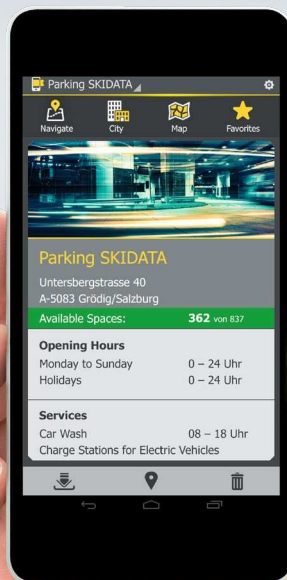 Parking SKIDATA
Navigate City Map Favorites
Parking SKIDATA
Untersbergstrasse 40
A-5083 Grödig/Salzburg
Available Spaces: 362 von 837
Opening Hours
Monday to Sunday 0 – 24 Uhr
Holidays 0 – 24 Uhr
Services
Car Wash 08 – 18 Uhr
Charge Stations for Electric Vehicles